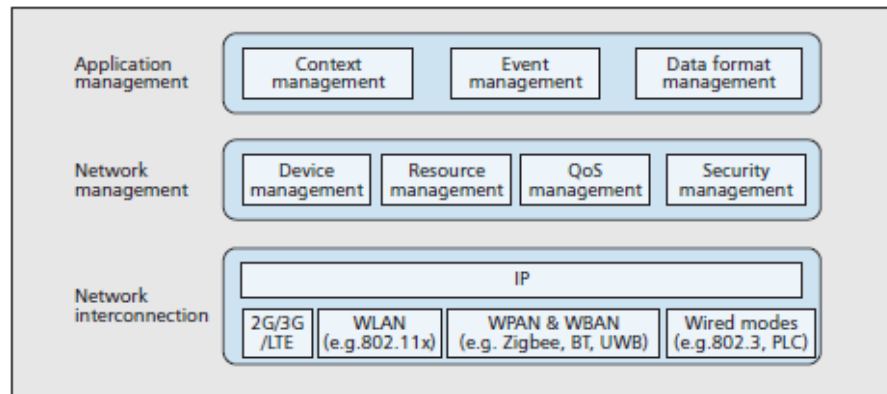 Application
management
Context
management
Event
management
Data format
management
Network
management
Device
management
Resource
management
QoS
management
Security
management
Network
interconnection
IP
2G/3G
/LTE
WLAN
(e.g.802.11x)
WPAN & WBAN
(e.g. Zigbee, BT, UWB)
Wired modes
(e.g.802.3, PLC)